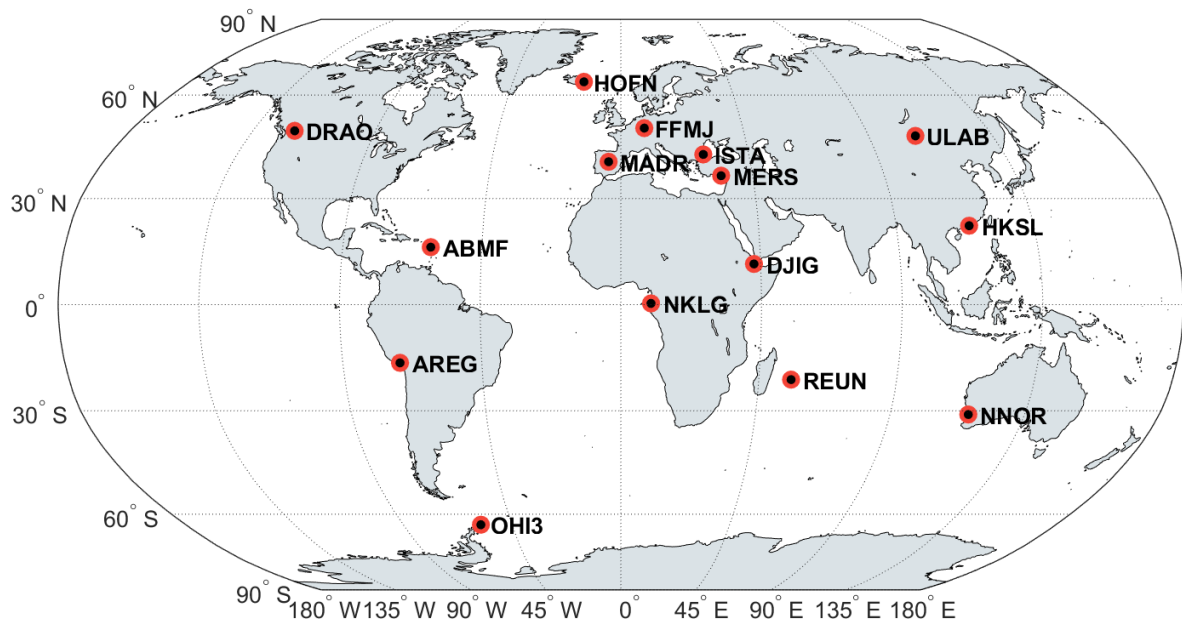 90° N
60° N
30° N
0°
30° S
60° S
90° S
HOFN
DRAO
FFMJ
ULAB
ISTA
MADR
MERS
HKSL
ABMF
DJIG
NKLG
AREG
REUN
NNOR
OHI3
180° W 135° W 90° W 45° W 0° 45° E 90° E 135° E 180° E